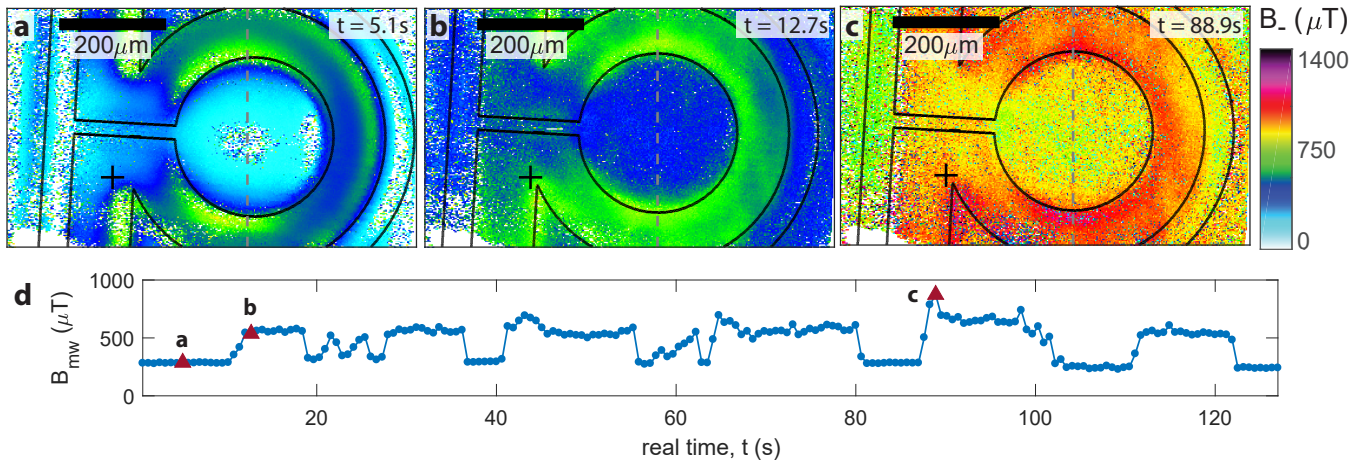 a
t = 5.1s
200μm
b
t = 12.7s
200μm
c
t = 88.9s
200μm
B- (μT)
1400
750
0
d
1000
500
0
B_mw (μT)
a
b
c
20
40
60
80
100
120
real time, t (s)